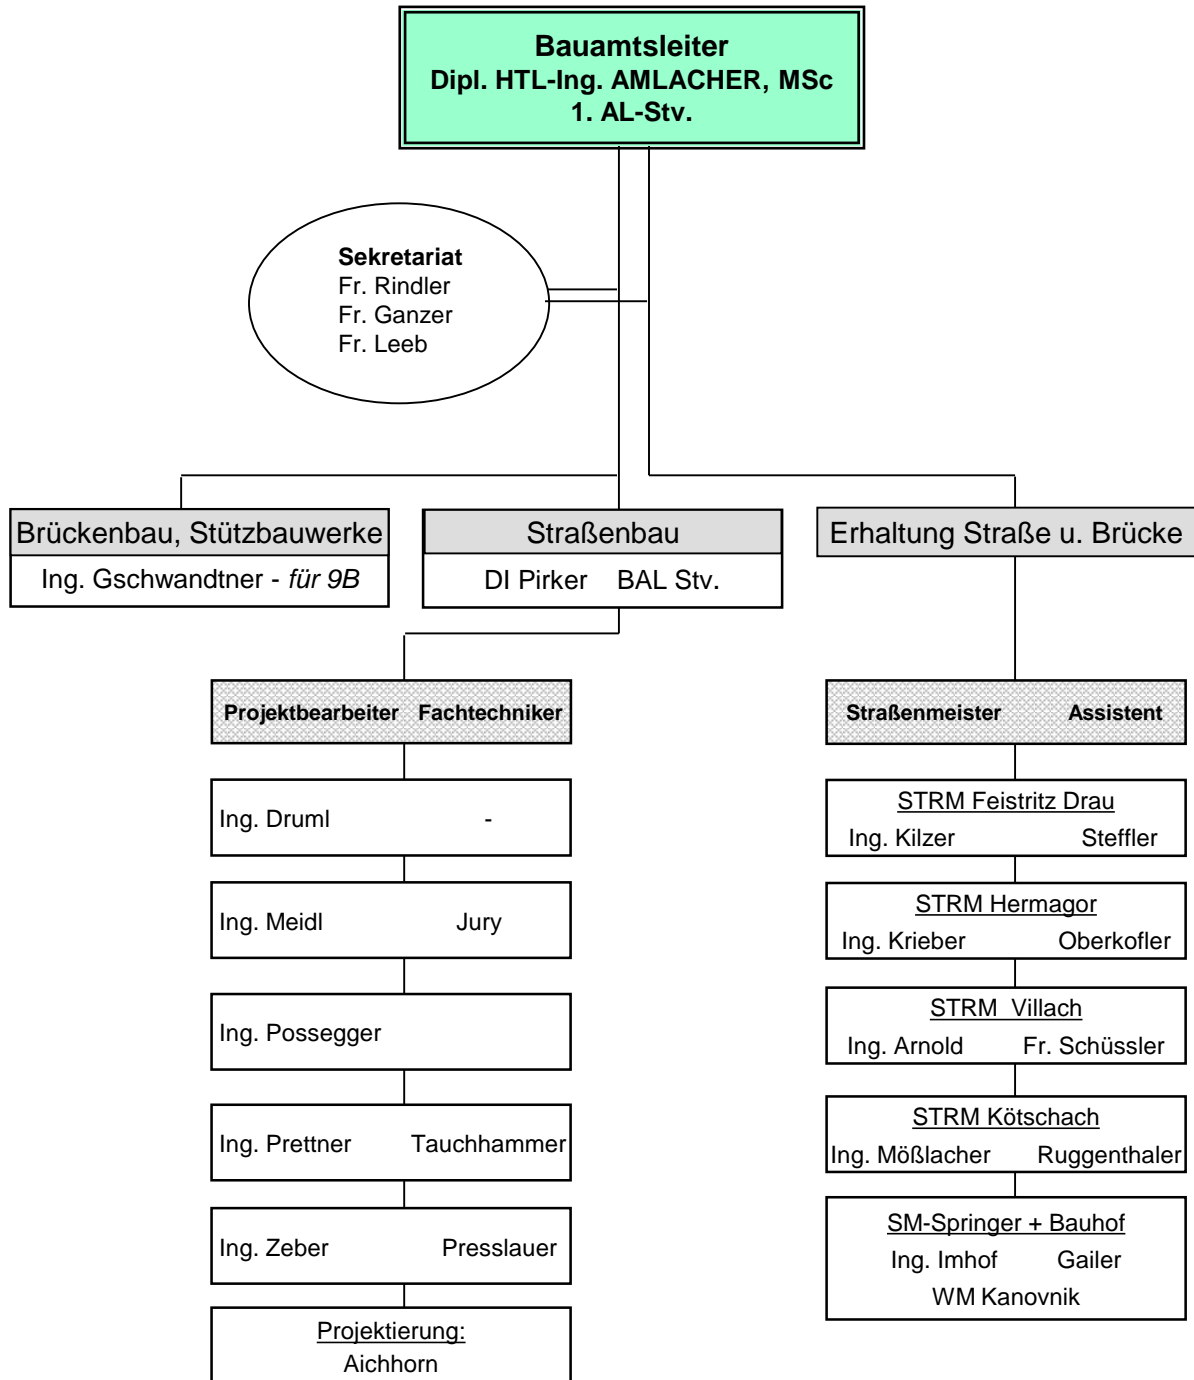 Bauamtsleiter
Dipl. HTL-Ing. AMLACHER, MSc
1. AL-Stv.
Sekretariat
Fr. Rindler
Fr. Ganzer
Fr. Leeb
Brückenbau, Stützbauwerke
Ing. Gschwandtner - für 9B
Straßenbau
DI Pirker BAL Stv.
Erhaltung Straße u. Brücke
Projektbearbeiter Fachtechniker
Ing. Druml -
Ing. Meidl Jury
Ing. Possegger
Ing. Prettner Tauchhammer
Ing. Zeber Presslauer
Projektierung:
Aichhorn
Straßenmeister Assistent
STRM Feistritz Drau
Ing. Kilzer Steffler
STRM Hermagor
Ing. Krieber Oberkofler
STRM Villach
Ing. Arnold Fr. Schüssler
STRM Kötschach
Ing. Mößlacher Ruggenthaler
SM-Springer + Bauhof
Ing. Imhof Gailer
WM Kanovnik